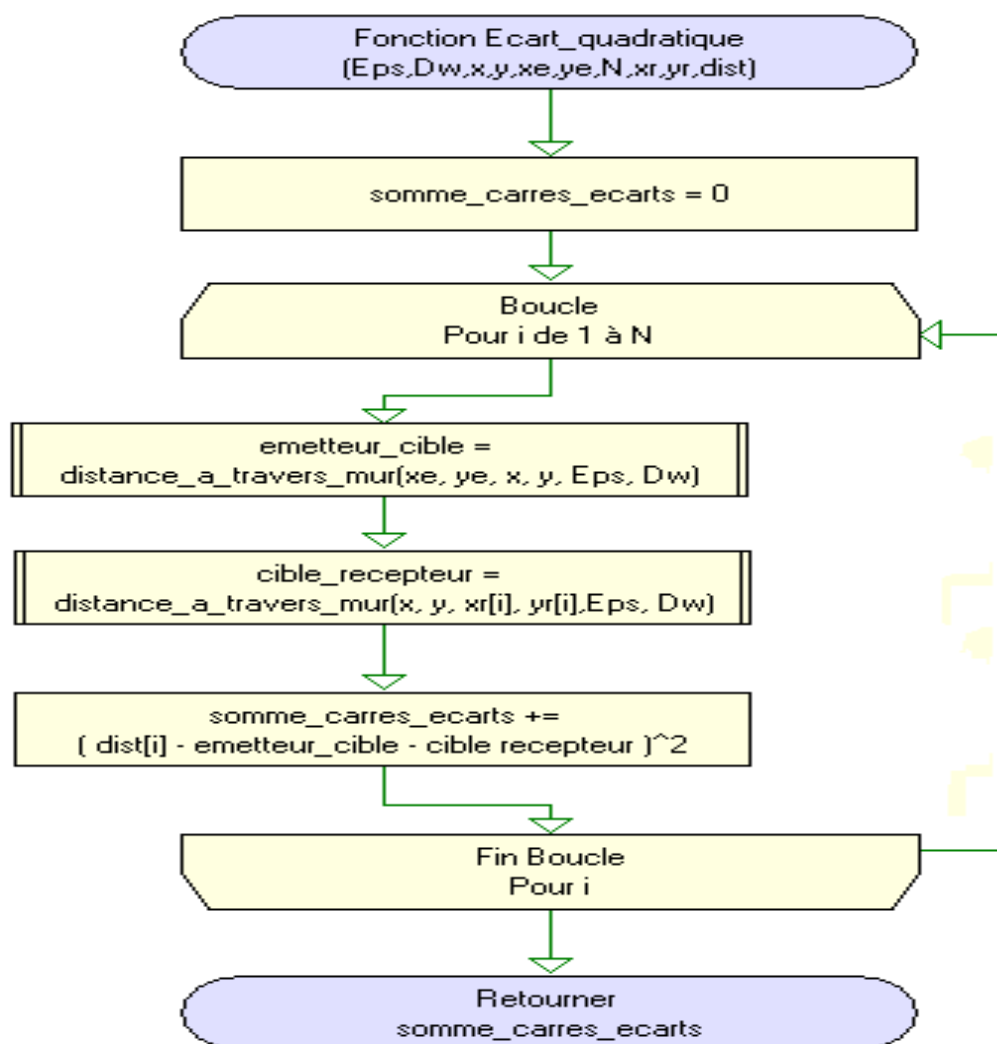 Fonction Ecart_quadratique
(Eps,Dw,x,y,xe,ye,N,xr,yr,dist)
somme_carres_ecarts = 0
Boucle
Pour i de 1 à N
emetteur_cible =
distance_a_travers_mur(xe, ye, x, y, Eps, Dw)
cible_recepteur =
distance_a_travers_mur(x, y, xr[i], yr[i],Eps, Dw)
somme_carres_ecarts +=
( dist[i] - emetteur_cible - cible recepteur )^2
Fin Boucle
Pour i
Retourner
somme_carres_ecarts